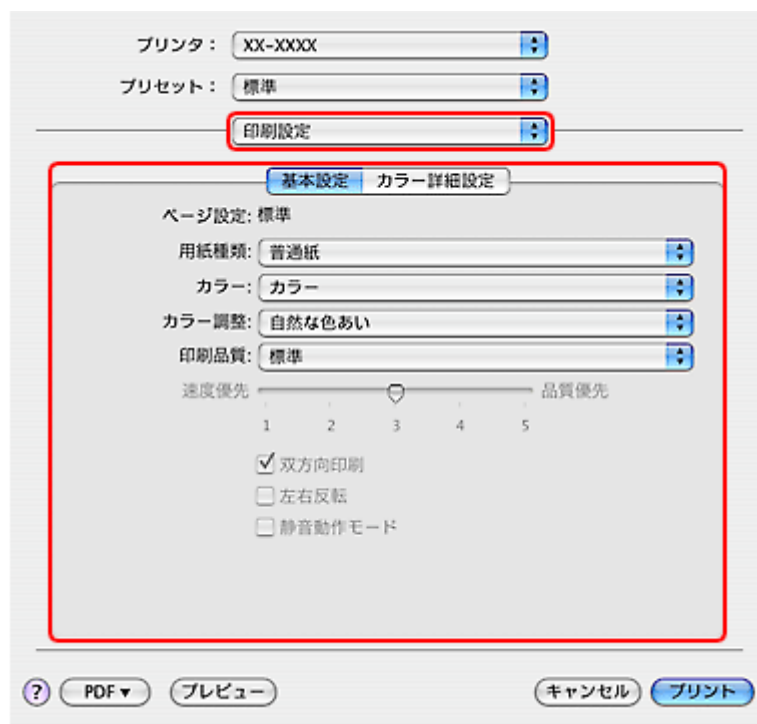 プリンタ： XX-XXXX
プリセット： 標準
印刷設定
基本設定 カラー詳細設定
ページ設定: 標準
用紙種類: 普通紙
カラー: カラー
カラー調整: 自然な色あい
印刷品質: 標準
速度優先 品質優先
1 2 3 4 5
双方向印刷
左右反転
静音動作モード
? PDF▼ プレビュー キャンセル プリント